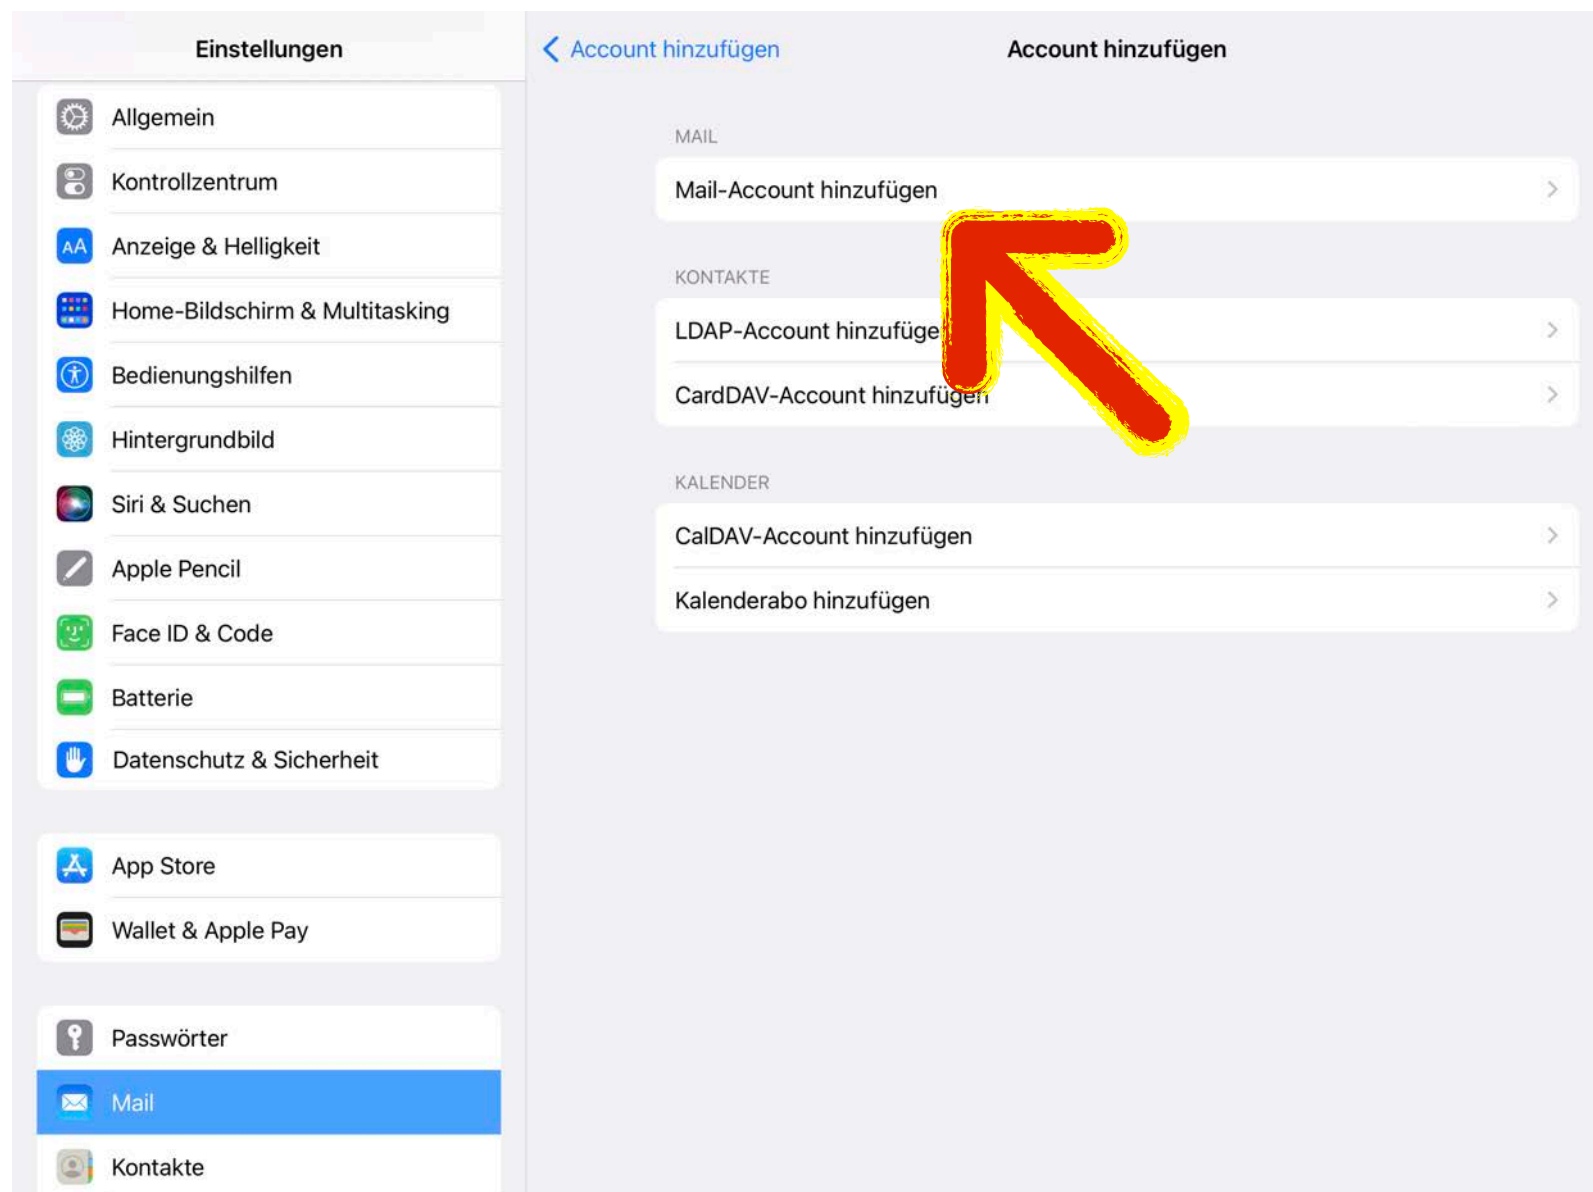 Einstellungen
Allgemein
Kontrollzentrum
AA
Anzeige & Helligkeit
Home-Bildschirm & Multitasking
Bedienungshilfen
Hintergrundbild
Siri & Suchen
Apple Pencil
Face ID & Code
Batterie
Datenschutz & Sicherheit
App Store
Wallet & Apple Pay
Passwörter
Mail
Kontakte
Account hinzufügen
Account hinzufügen
MAIL
Mail-Account hinzufügen
KONTAKTE
LDAP-Account hinzufüge
CardDAV-Account hinzufügen
KALENDER
CalDAV-Account hinzufügen
Kalenderabo hinzufügen